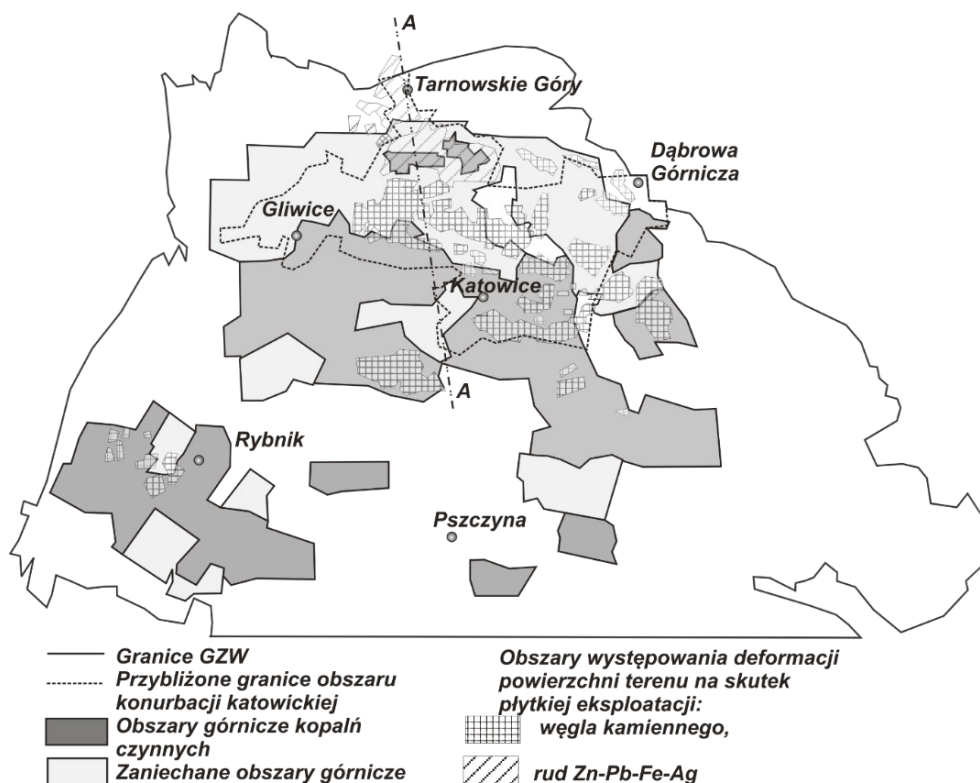 A
Tarnowskie Góry
Dąbrowa
Górnicza
Gliwice
Katowice
A
Rybnik
Pszczyna
Granice GZW
Przybliżone granice obszaru
konurbacji katowickiej
Obszary górnicze kopalń
czynnych
Zaniechane obszary górnicze
Obszary występowania deformacji
powierzchni terenu na skutek
płytkiej eksploatacji:
węgla kamiennego,
rud Zn-Pb-Fe-Ag